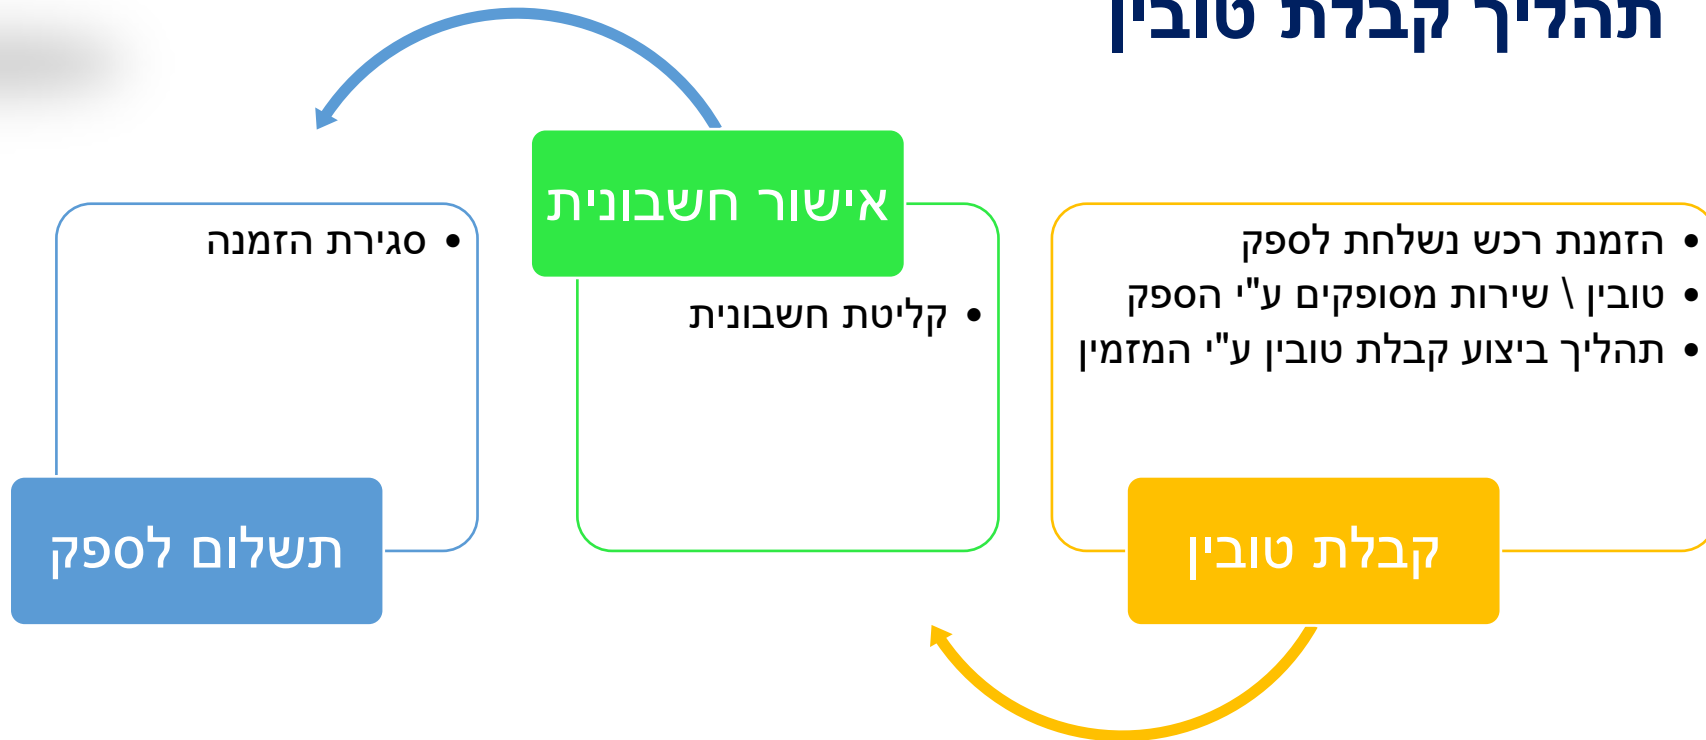 תהליך קבלת טובין
• הזמנת רכש נשלחת לספק
• טובין \ שירות מסופקים ע"י הספק
• תהליך ביצוע קבלת טובין ע"י המזמין
קבלת טובין
אישור חשבונית
• קליטת חשבונית
• סגירת הזמנה
תשלום לספק